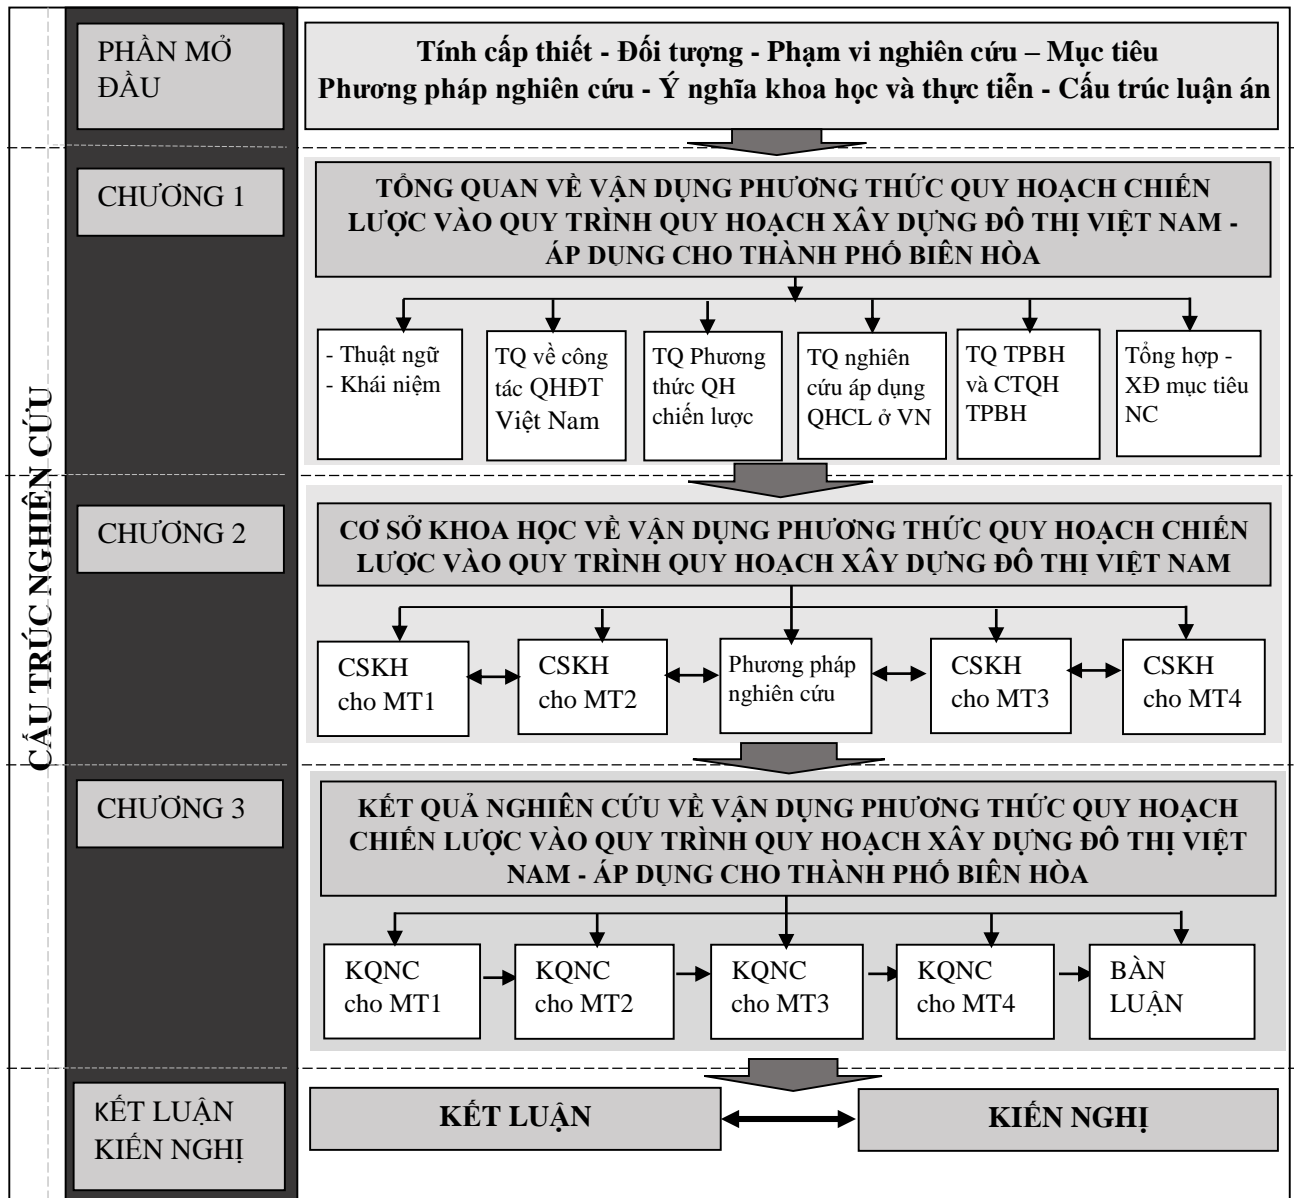 CẤU TRÚC NGHIÊN CỨU
PHẦN MỞ
ĐẦU
Tính cấp thiết - Đối tượng - Phạm vi nghiên cứu – Mục tiêu
Phương pháp nghiên cứu - Ý nghĩa khoa học và thực tiễn - Cấu trúc luận án
CHƯƠNG 1
TỔNG QUAN VỀ VẬN DỤNG PHƯƠNG THỨC QUY HOẠCH CHIẾN
LƯỢC VÀO QUY TRÌNH QUY HOẠCH XÂY DỰNG ĐÔ THỊ VIỆT NAM -
ÁP DỤNG CHO THÀNH PHỐ BIÊN HÒA
- Thuật ngữ
- Khái niệm
TQ về công
tác QHĐT
Việt Nam
TQ Phương
thức QH
chiến lược
TQ nghiên
cứu áp dụng
QHCL ở VN
TQ TPBH
và CTQH
TPBH
Tổng hợp -
XĐ mục tiêu
NC
CHƯƠNG 2
CƠ SỞ KHOA HỌC VỀ VẬN DỤNG PHƯƠNG THỨC QUY HOẠCH CHIẾN
LƯỢC VÀO QUY TRÌNH QUY HOẠCH XÂY DỰNG ĐÔ THỊ VIỆT NAM
CSKH
cho MT1
CSKH
cho MT2
Phương pháp
nghiên cứu
CSKH
cho MT3
CSKH
cho MT4
CHƯƠNG 3
KẾT QUẢ NGHIÊN CỨU VỀ VẬN DỤNG PHƯƠNG THỨC QUY HOẠCH
CHIẾN LƯỢC VÀO QUY TRÌNH QUY HOẠCH XÂY DỰNG ĐÔ THỊ VIỆT
NAM - ÁP DỤNG CHO THÀNH PHỐ BIÊN HÒA
KQNC
cho MT1
KQNC
cho MT2
KQNC
cho MT3
KQNC
cho MT4
BÀN
LUẬN
KẾT LUẬN
KIẾN NGHỊ
KẾT LUẬN
KIẾN NGHỊ